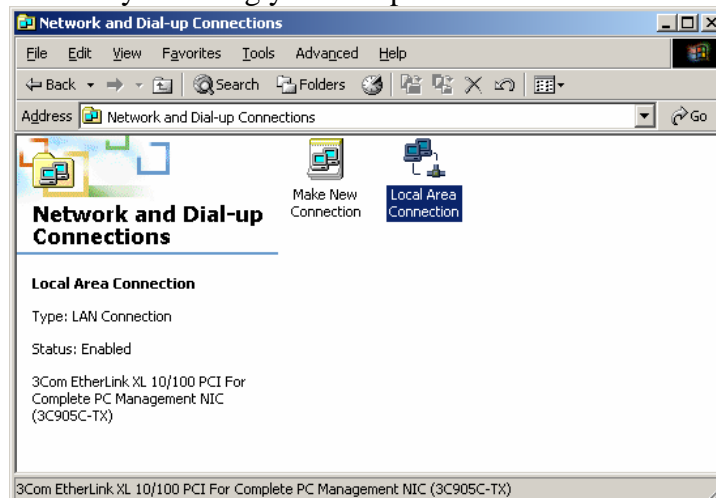 Network and Dial-up Connections
File Edit View Favorites Tools Advanced Help
Back Search Folders
Address Network and Dial-up Connections Go
Make New Connection
Local Area Connection
Network and Dial-up
Connections
Local Area Connection
Type: LAN Connection
Status: Enabled
3Com EtherLink XL 10/100 PCI For
Complete PC Management NIC
(3C905C-TX)
3Com EtherLink XL 10/100 PCI For Complete PC Management NIC (3C905C-TX)